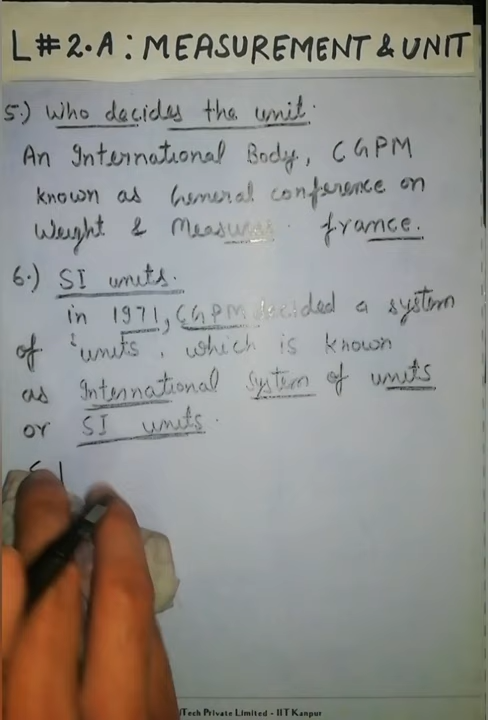 L#2.A: MEASUREMENT & UNIT
5.) Who decides the unit.
An International Body, CGPM
known as General conference on
Weight & Measures. france.
6.) SI units.
in 1971, CGPM decided a system
of units, which is known
as International System of units
or SI units.
Tech Private Limited - IIT Kanpur